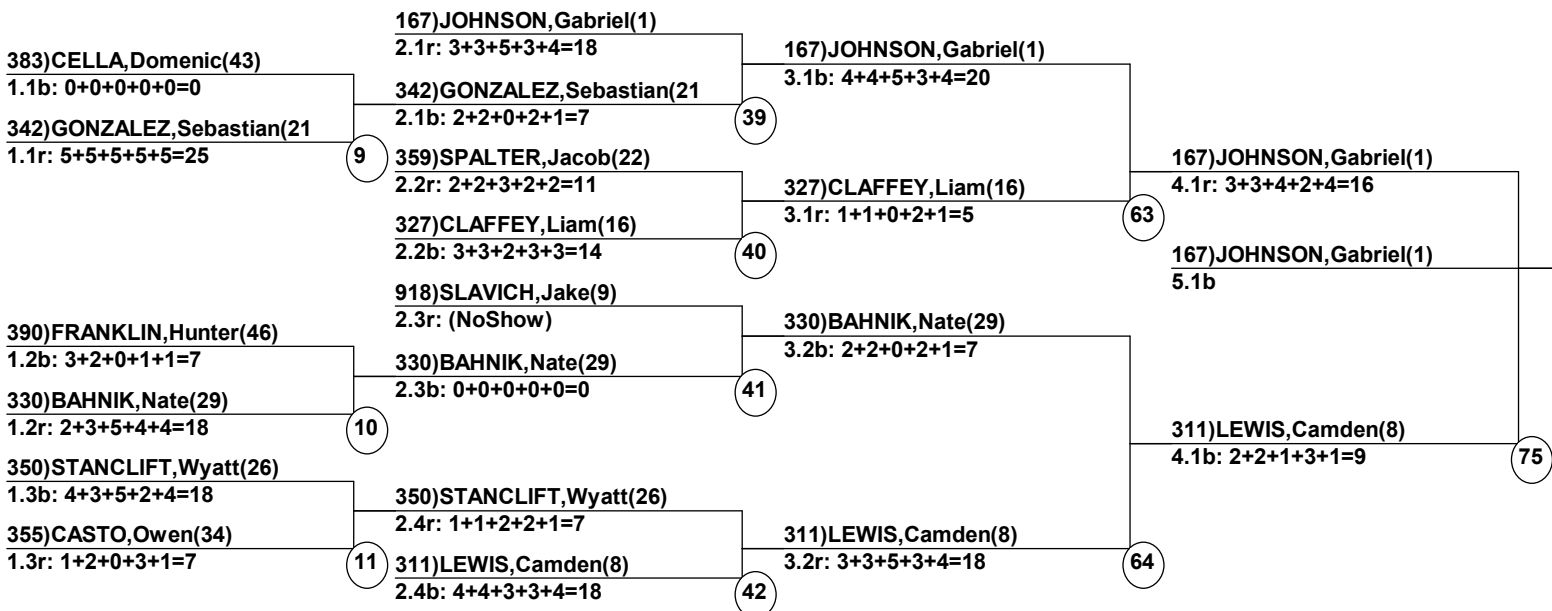 383)CELLA,Domenic(43)
1.1b: 0+0+0+0+0=0
342)GONZALEZ,Sebastian(21
1.1r: 5+5+5+5+5=25
9
390)FRANKLIN,Hunter(46)
1.2b: 3+2+0+1+1=7
330)BAHNIK,Nate(29)
1.2r: 2+3+5+4+4=18
10
350)STANCLIFT,Wyatt(26)
1.3b: 4+3+5+2+4=18
355)CASTO,Owen(34)
1.3r: 1+2+0+3+1=7
11
167)JOHNSON,Gabriel(1)
2.1r: 3+3+5+3+4=18
342)GONZALEZ,Sebastian(21
2.1b: 2+2+0+2+1=7
39
359)SPALTER,Jacob(22)
2.2r: 2+2+3+2+2=11
327)CLAFFEY,Liam(16)
2.2b: 3+3+2+3+3=14
40
918)SLAVICH,Jake(9)
2.3r: (NoShow)
330)BAHNIK,Nate(29)
2.3b: 0+0+0+0+0=0
41
350)STANCLIFT,Wyatt(26)
2.4r: 1+1+2+2+1=7
311)LEWIS,Camden(8)
2.4b: 4+4+3+3+4=18
42
167)JOHNSON,Gabriel(1)
3.1b: 4+4+5+3+4=20
327)CLAFFEY,Liam(16)
3.1r: 1+1+0+2+1=5
63
330)BAHNIK,Nate(29)
3.2b: 2+2+0+2+1=7
311)LEWIS,Camden(8)
3.2r: 3+3+5+3+4=18
64
167)JOHNSON,Gabriel(1)
4.1r: 3+3+4+2+4=16
167)JOHNSON,Gabriel(1)
5.1b
311)LEWIS,Camden(8)
4.1b: 2+2+1+3+1=9
75